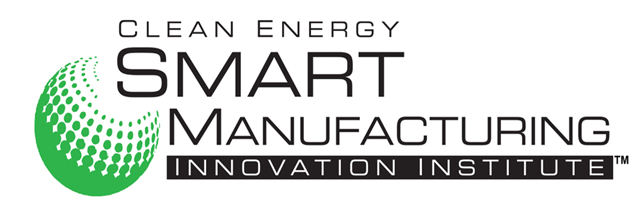 CLEAN ENERGY
SMART
MANUFACTURING
INNOVATION INSTITUTE™